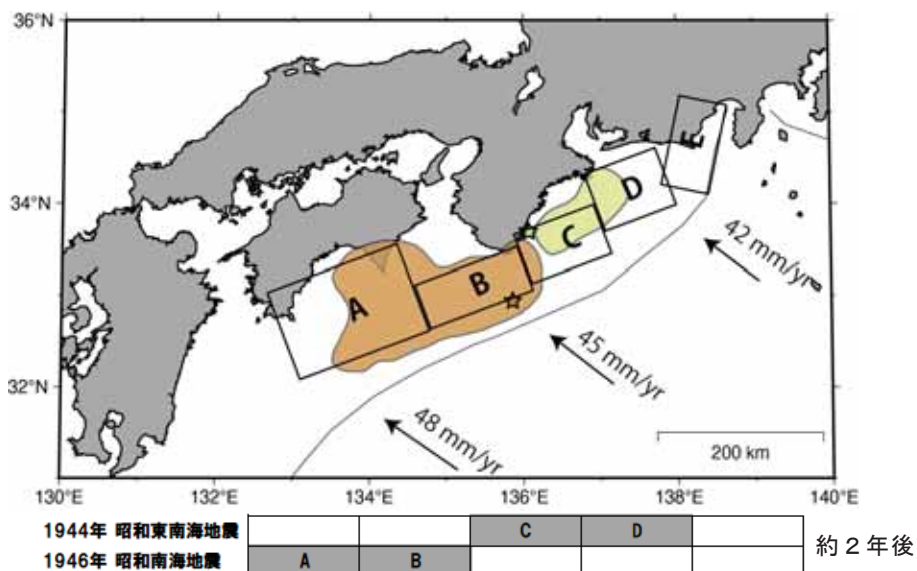 36°N
34°N
32°N
A
B
C
D
42 mm/yr
45 mm/yr
48 mm/yr
200 km
130°E 132°E 134°E 136°E 138°E 140°E
1944年 昭和東南海地震 C D
1946年 昭和南海地震 A B
約2年後